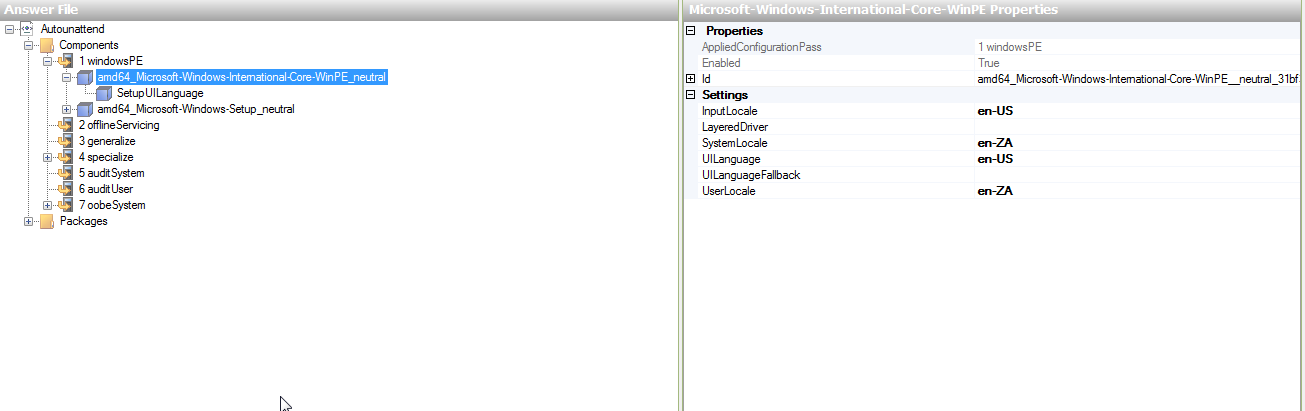 Answer File
Autounattend
Components
1 windowsPE
amd64_Microsoft-Windows-International-Core-WinPE_neutral
SetupUILanguage
amd64_Microsoft-Windows-Setup_neutral
2 offlineServicing
3 generalize
4 specialize
5 auditSystem
6 auditUser
7 oobeSystem
Packages
Microsoft-Windows-International-Core-WinPE Properties
Properties
AppliedConfigurationPass 1 windowsPE
Enabled True
Id amd64_Microsoft-Windows-International-Core-WinPE__neutral_31bf
Settings
InputLocale en-US
LayeredDriver
SystemLocale en-ZA
UILanguage en-US
UILanguageFallback
UserLocale en-ZA